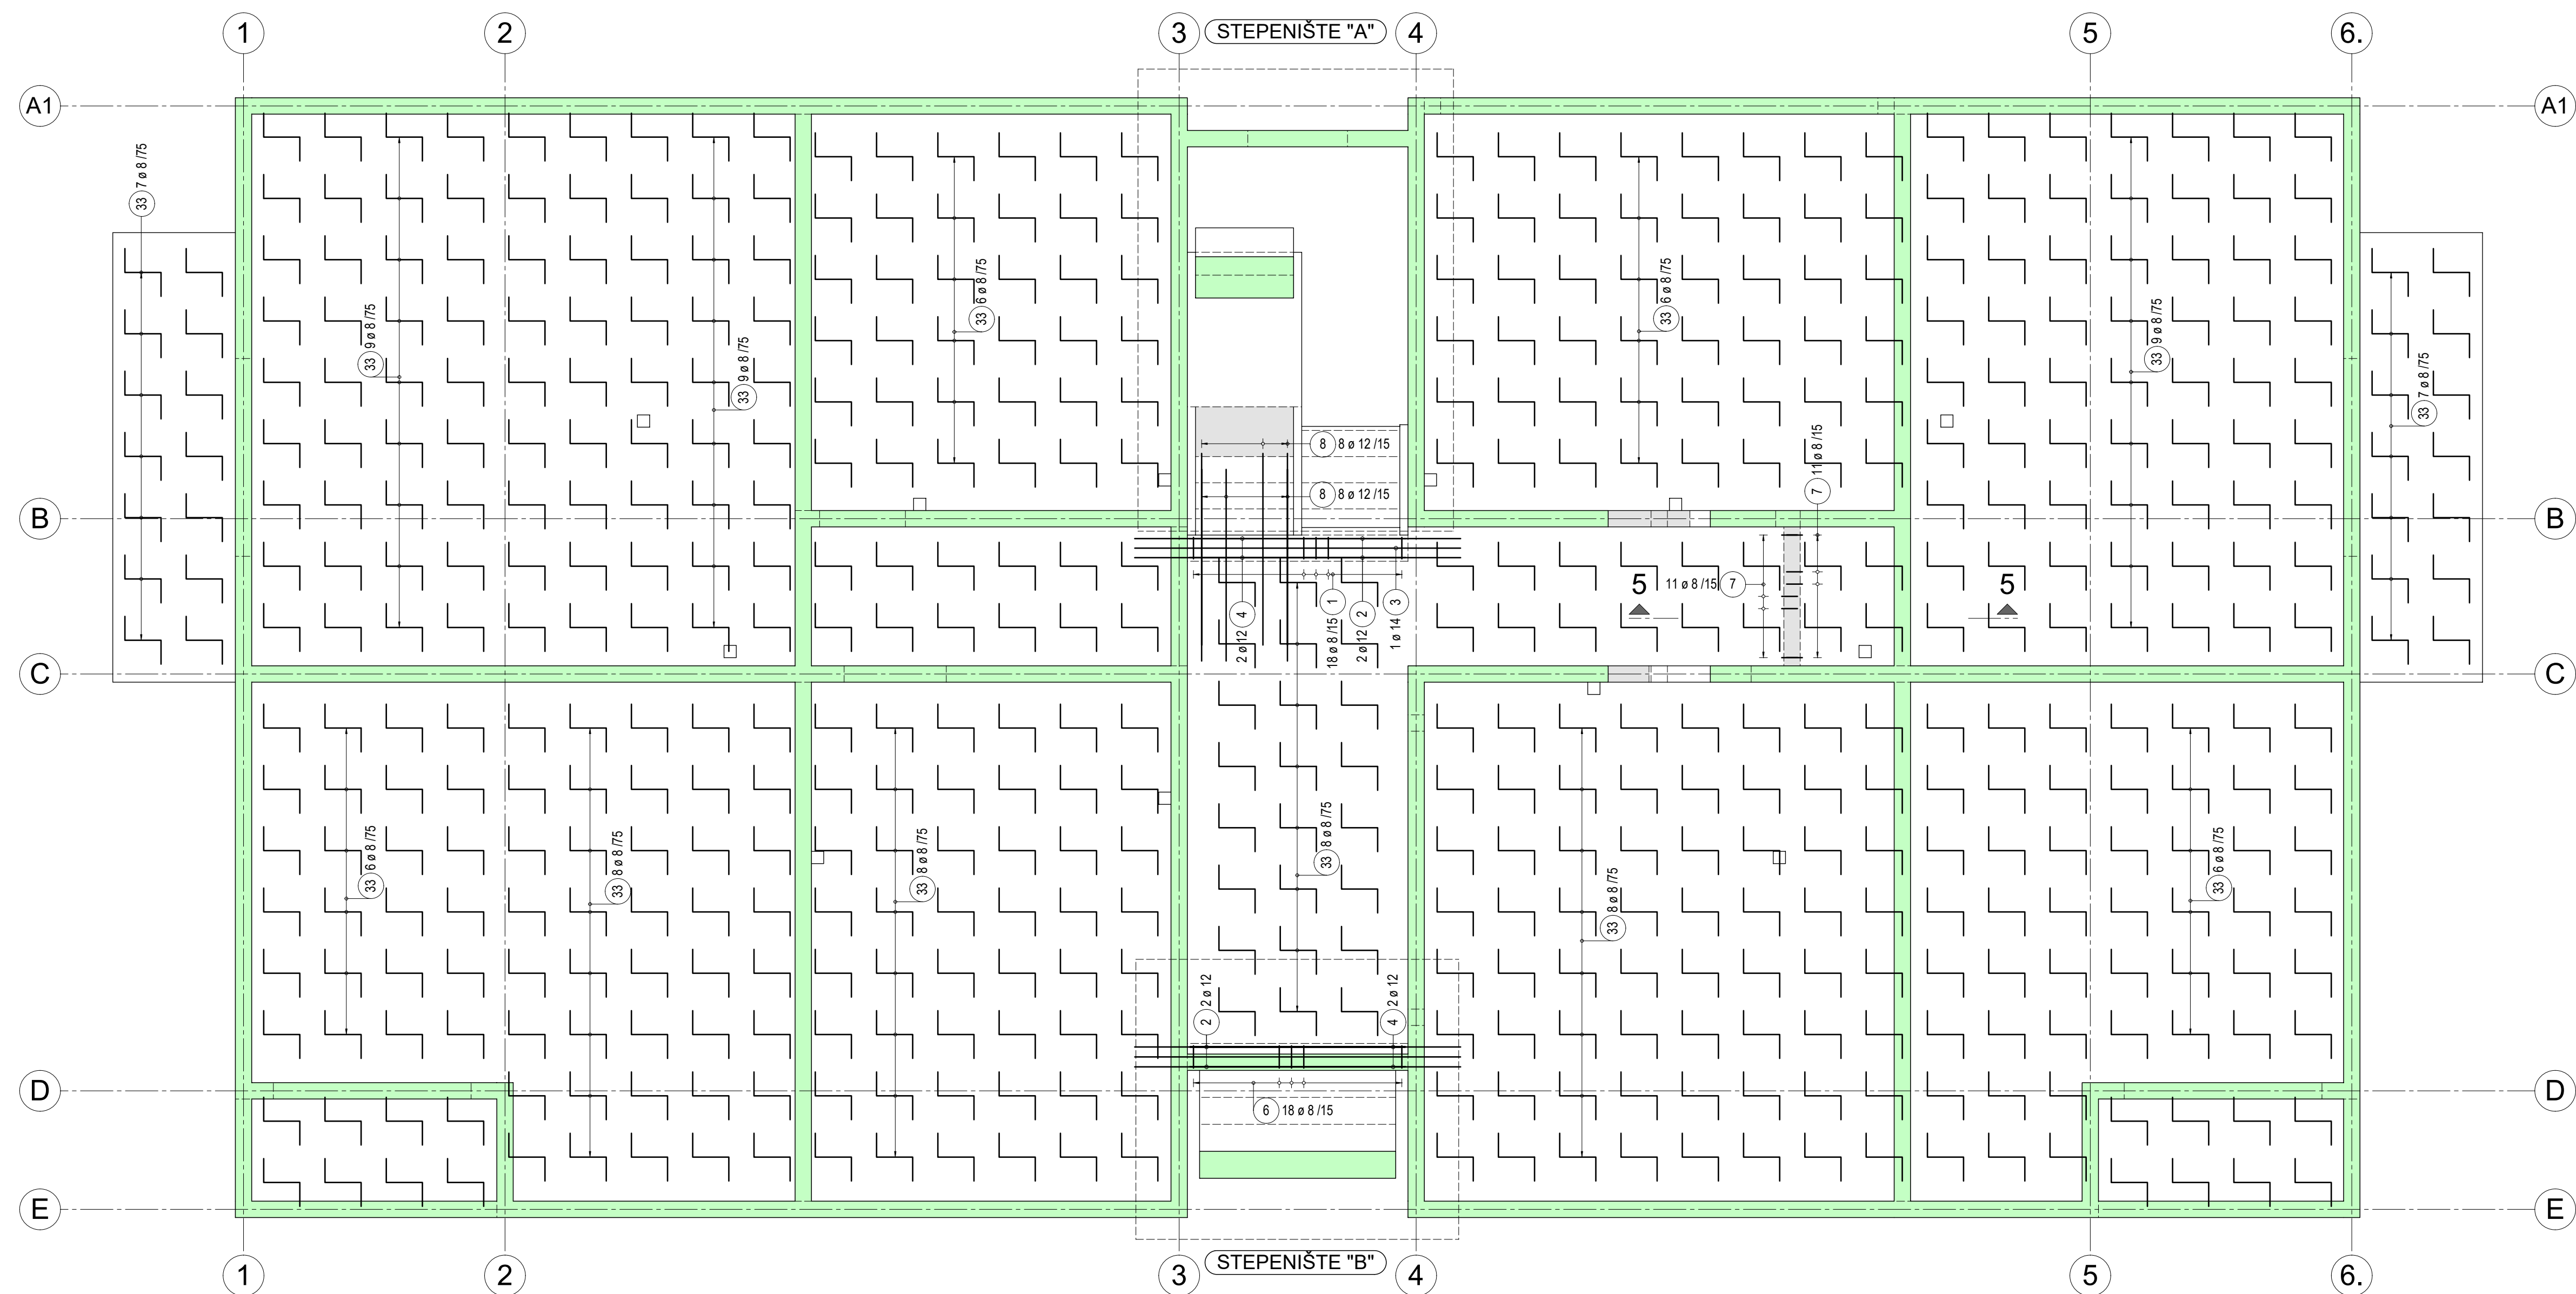 1
2
3
STEPENIŠTE "A"
4
5
6.
A1
A1
33 7 ø 8 /75
33 9 ø 8 /75
33 9 ø 8 /75
33 6 ø 8 /75
33 6 ø 8 /75
33 9 ø 8 /75
33 7 ø 8 /75
8 8 ø 12 /15
8 8 ø 12 /15
7 11 ø 8 /15
B
B
11 ø 8 /15 7
5
5
2 ø 12 4
18 ø 8 /15 1
2 ø 12 2
1 ø 14 3
C
C
33 6 ø 8 /75
33 8 ø 8 /75
33 8 ø 8 /75
33 8 ø 8 /75
33 8 ø 8 /75
33 6 ø 8 /75
2 2 ø 12
4 2 ø 12
D
D
6 18 ø 8 /15
E
E
1
2
3
STEPENIŠTE "B"
4
5
6.